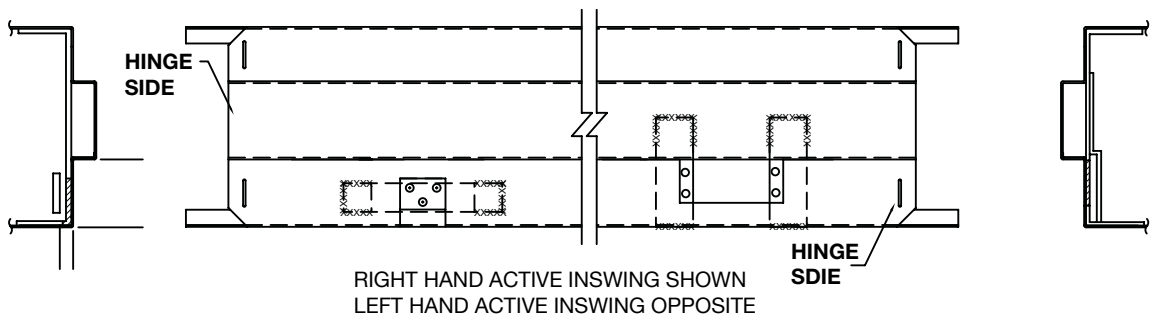 HINGE
SIDE
HINGE
SDIE
RIGHT HAND ACTIVE INSWING SHOWN
LEFT HAND ACTIVE INSWING OPPOSITE